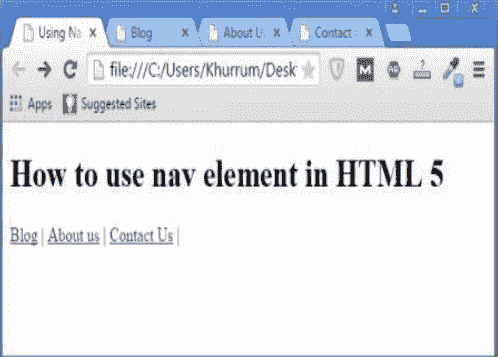 Using Na
Blog
About U
Contact
file:///C:/Users/Khurrum/Desk
Apps Suggested Sites
How to use nav element in HTML 5
Blog | About us | Contact Us |